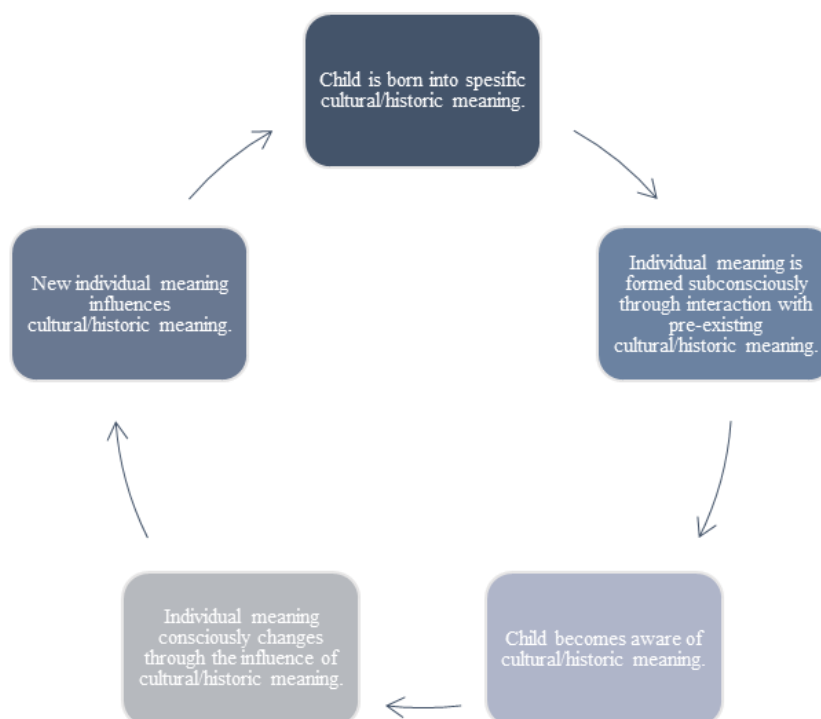 Child is born into spesific
cultural/historic meaning.
Individual meaning is
formed subconsciously
through interaction with
pre-existing
cultural/historic meaning.
Child becomes aware of
cultural/historic meaning.
Individual meaning
consciously changes
through the influence of
cultural/historic meaning.
New individual meaning
influences
cultural/historic meaning.